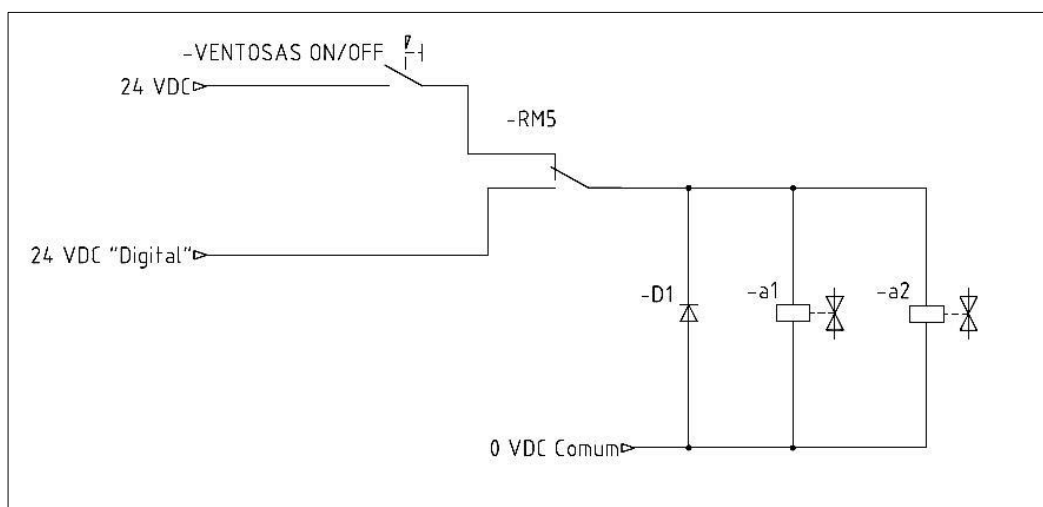 -VENTOSAS ON/OFF
24 VDC
-RM5
24 VDC "Digital"
-D1
-a1
-a2
0 VDC Comum